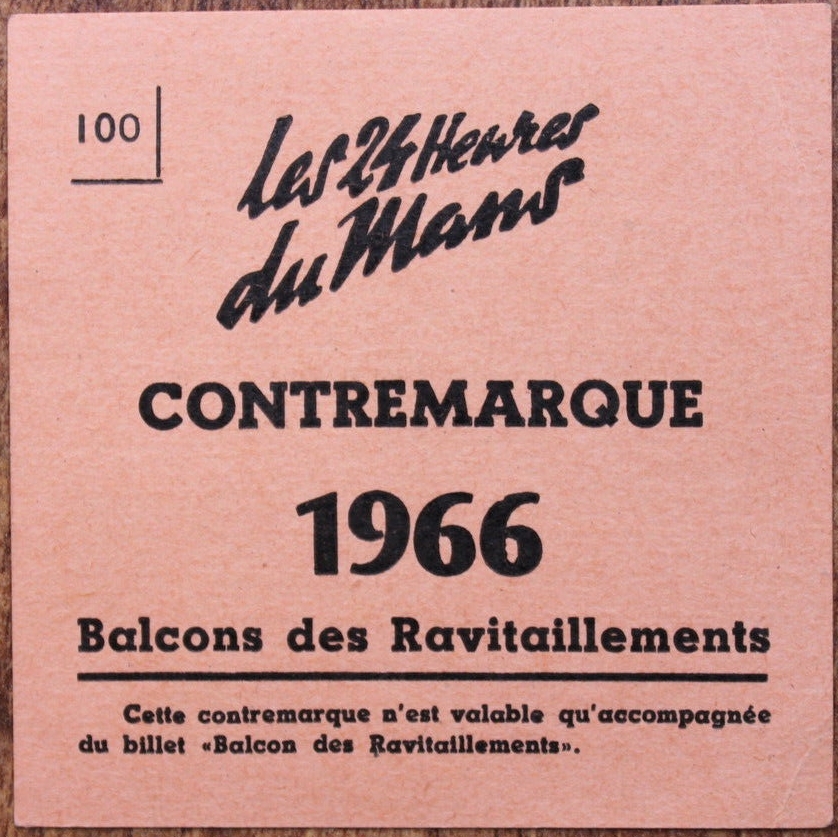 100
Les 24 Heures
du Mans
CONTREMARQUE
1966
Balcons des Ravitaillements
Cette contremarque n'est valable qu'accompagnée
du billet «Balcon des Ravitaillements».